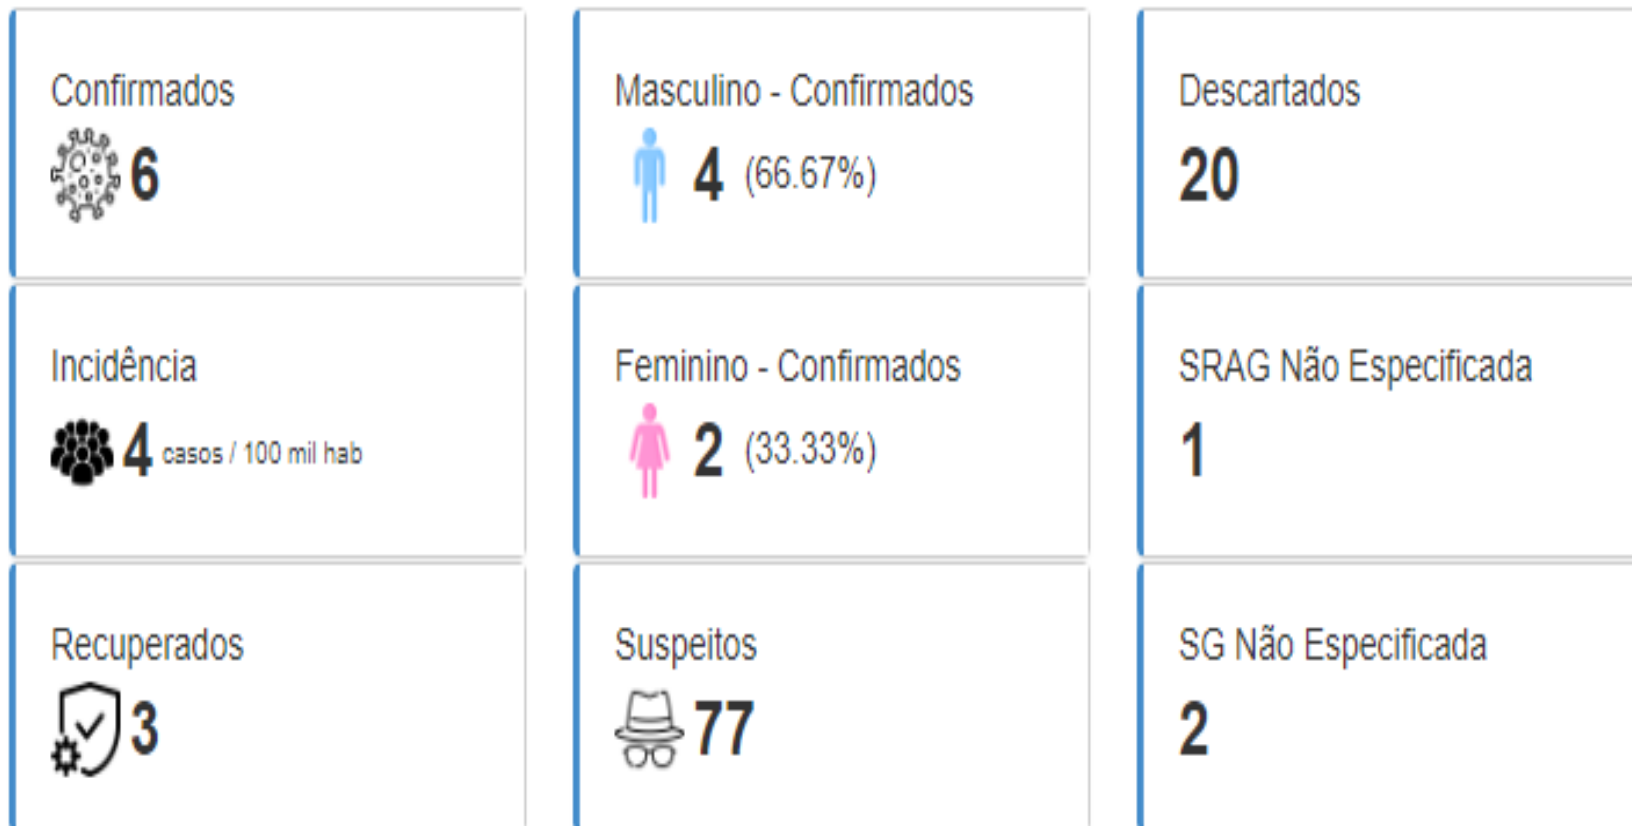 Confirmados
6
Masculino - Confirmados
4 (66.67%)
Descartados
20
Incidência
4 casos / 100 mil hab
Feminino - Confirmados
2 (33.33%)
SRAG Não Especificada
1
Recuperados
3
Suspeitos
77
SG Não Especificada
2